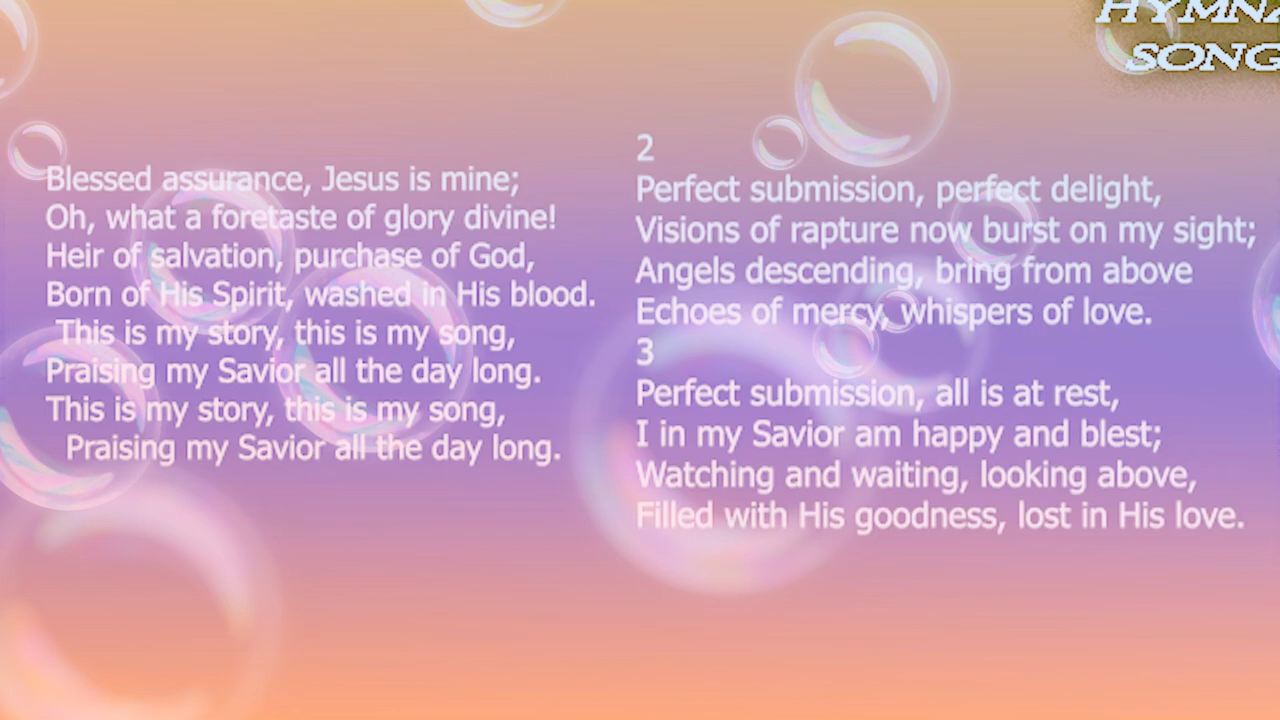 HYMNA
SONG
Blessed assurance, Jesus is mine;
Oh, what a foretaste of glory divine!
Heir of salvation, purchase of God,
Born of His Spirit, washed in His blood.
This is my story, this is my song,
Praising my Savior all the day long.
This is my story, this is my song,
Praising my Savior all the day long.
2
Perfect submission, perfect delight,
Visions of rapture now burst on my sight;
Angels descending, bring from above
Echoes of mercy, whispers of love.
3
Perfect submission, all is at rest,
I in my Savior am happy and blest;
Watching and waiting, looking above,
Filled with His goodness, lost in His love.